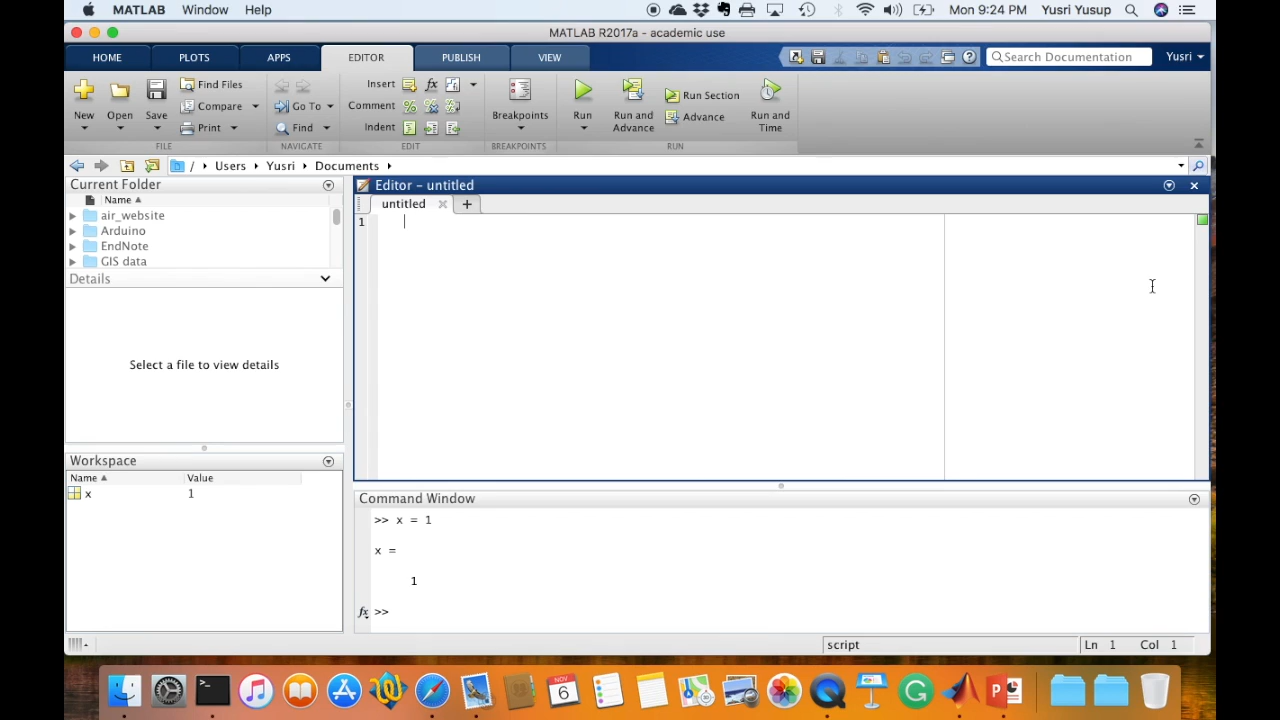 MATLAB Window Help Mon 9:24 PM Yusri Yusup
MATLAB R2017a - academic use
HOME PLOTS APPS EDITOR PUBLISH VIEW Search Documentation Yusri
New Open Save Find Files Compare Print
Go To Find
Insert fx
Comment % % %
Indent
Breakpoints
Run Run and Advance Run Section Advance Run and Time
FILE NAVIGATE EDIT BREAKPOINTS RUN
/ Users Yusri Documents
Current Folder
Name
air_website
Arduino
EndNote
GIS data
Details
Select a file to view details
Workspace
Name Value
x 1
Editor - untitled
untitled +
1
Command Window
>> x = 1
x =
1
fx >>
script Ln 1 Col 1
NOV
6